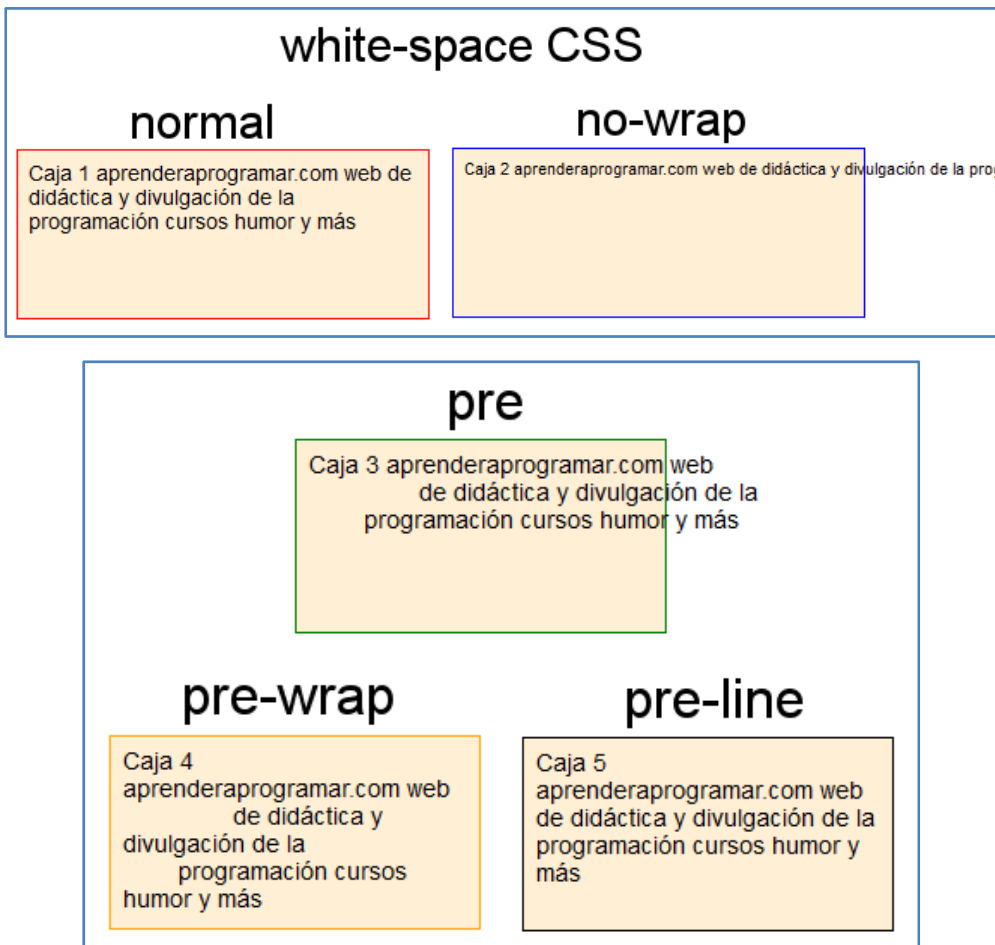 white-space CSS
normal
no-wrap
Caja 1 aprenderaprogramar.com web de
didáctica y divulgación de la
programación cursos humor y más
Caja 2 aprenderaprogramar.com web de didáctica y divulgación de la pro
pre
Caja 3 aprenderaprogramar.com web
de didáctica y divulgación de la
programación cursos humor y más
pre-wrap
pre-line
Caja 4
aprenderaprogramar.com web
de didáctica y
divulgación de la
programación cursos
humor y más
Caja 5
aprenderaprogramar.com web
de didáctica y divulgación de la
programación cursos humor y
más